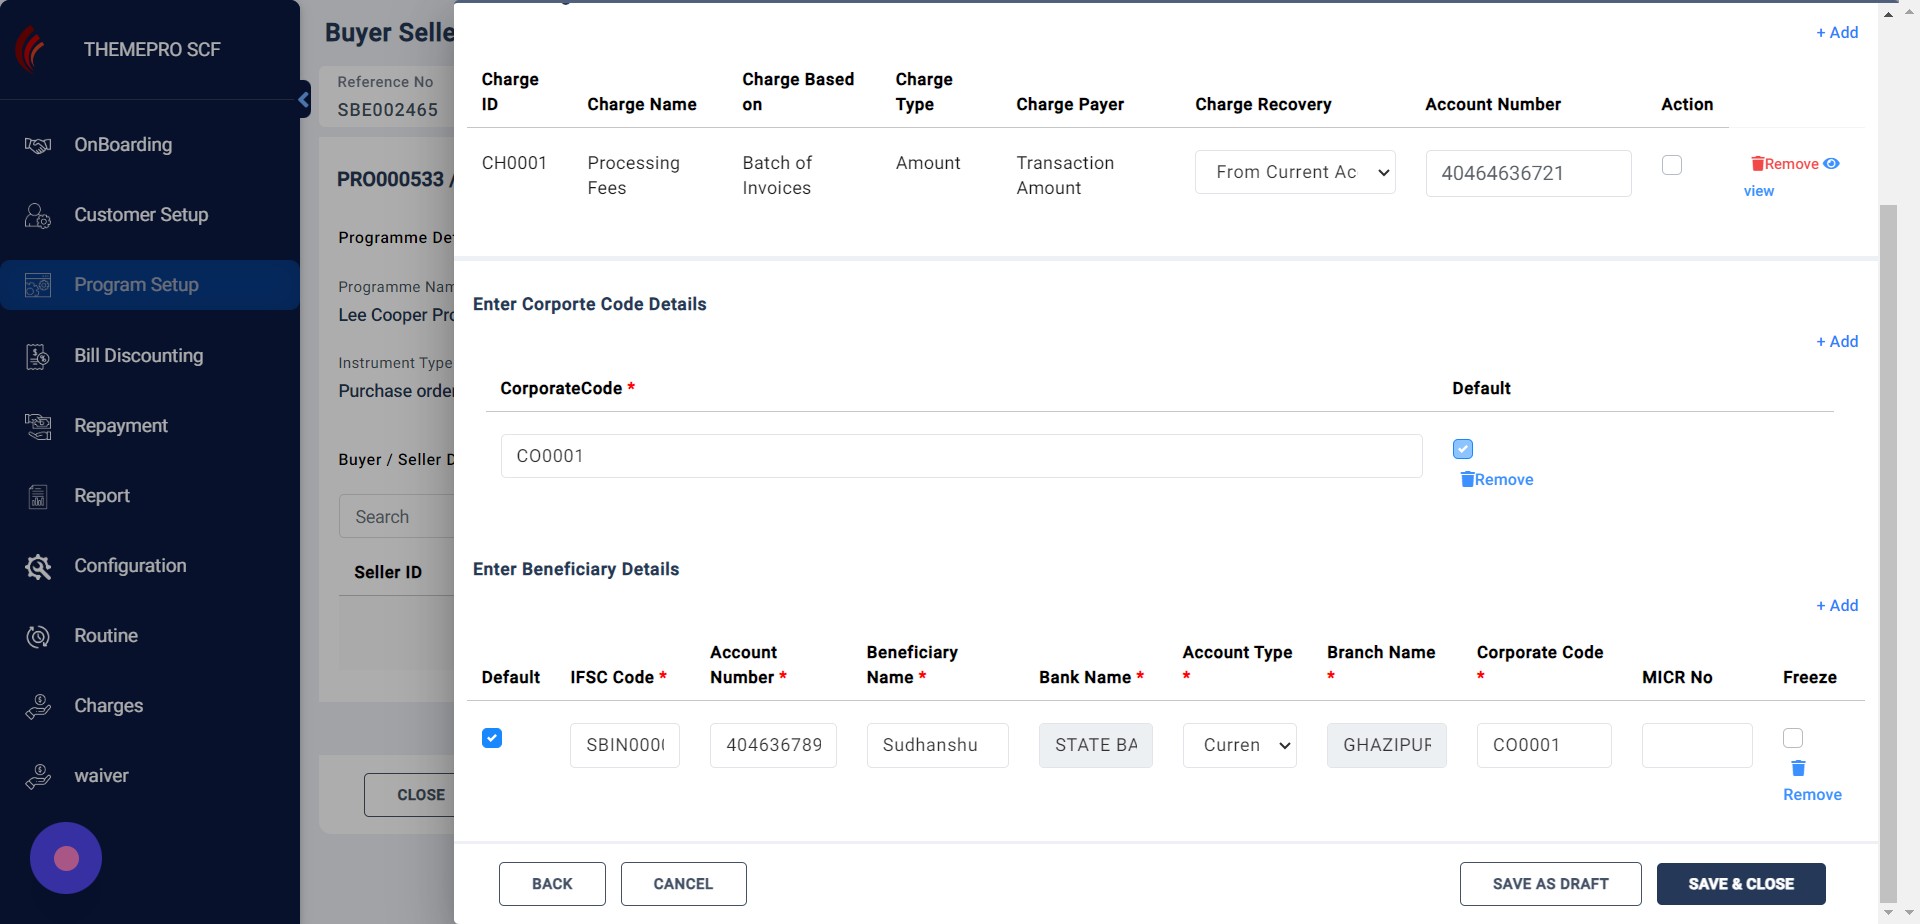 THEMEPRO SCF
OnBoarding
Customer Setup
Program Setup
Bill Discounting
Repayment
Report
Configuration
Routine
Charges
waiver
Buyer Selle
Reference No
SBE002465
PRO000533 /
Programme De
Programme Nam
Lee Cooper Pro
Instrument Type
Purchase order
Buyer / Seller D
Search
Seller ID
CLOSE
+ Add
Charge ID
Charge Name
Charge Based on
Charge Type
Charge Payer
Charge Recovery
Account Number
Action
CH0001
Processing Fees
Batch of Invoices
Amount
Transaction Amount
From Current Ac
40464636721
Remove
view
Enter Corporte Code Details
+ Add
CorporateCode *
Default
CO0001
Remove
Enter Beneficiary Details
+ Add
Default
IFSC Code *
Account Number *
Beneficiary Name *
Bank Name *
Account Type *
Branch Name *
Corporate Code *
MICR No
Freeze
SBIN000
404636789
Sudhanshu
STATE BA
Curren
GHAZIPUR
CO0001
Remove
BACK
CANCEL
SAVE AS DRAFT
SAVE & CLOSE